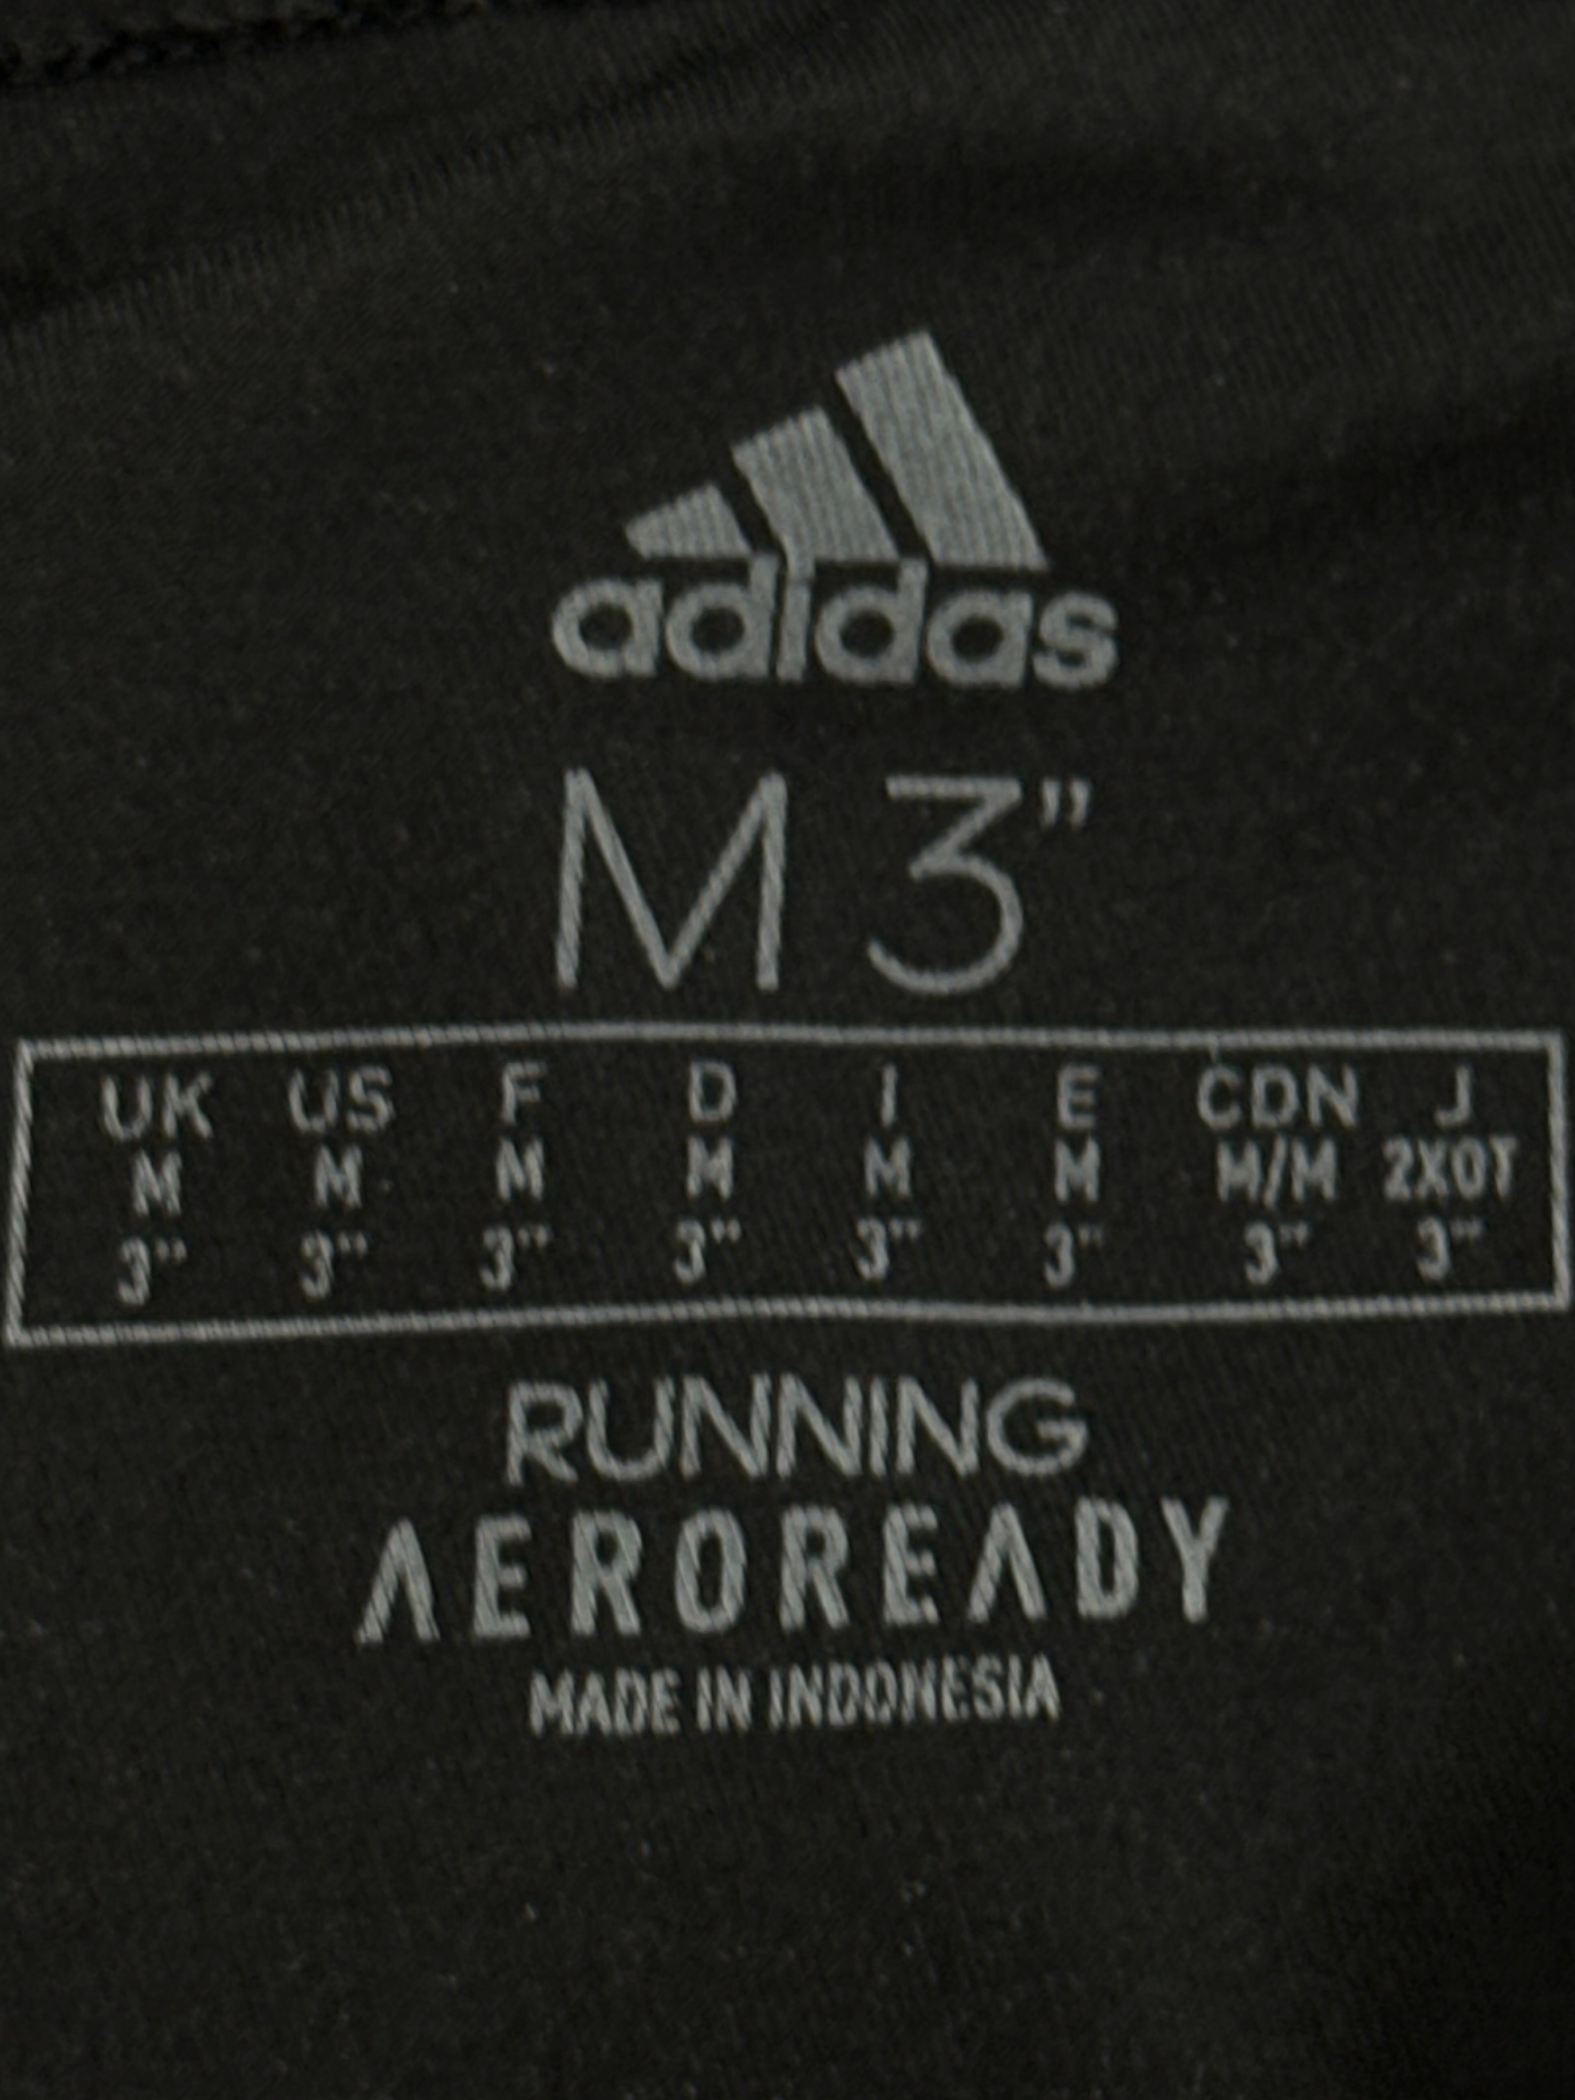 adidas
M 3"
UK US F D I E CDN J
M M M M M M M/M 2XOT
3" 3" 3" 3" 3" 3" 3" 3"
RUNNING
AEROREADY
MADE IN INDONESIA